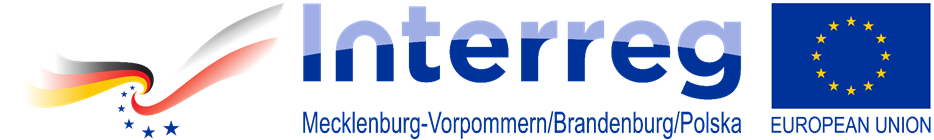 Interreg
Mecklenburg-Vorpommern/Brandenburg/Polska
EUROPEAN UNION